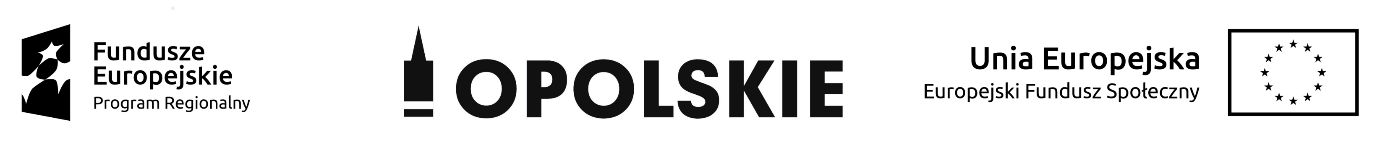 Fundusze
Europejskie
Program Regionalny
OPOLSKIE
Unia Europejska
Europejski Fundusz Społeczny